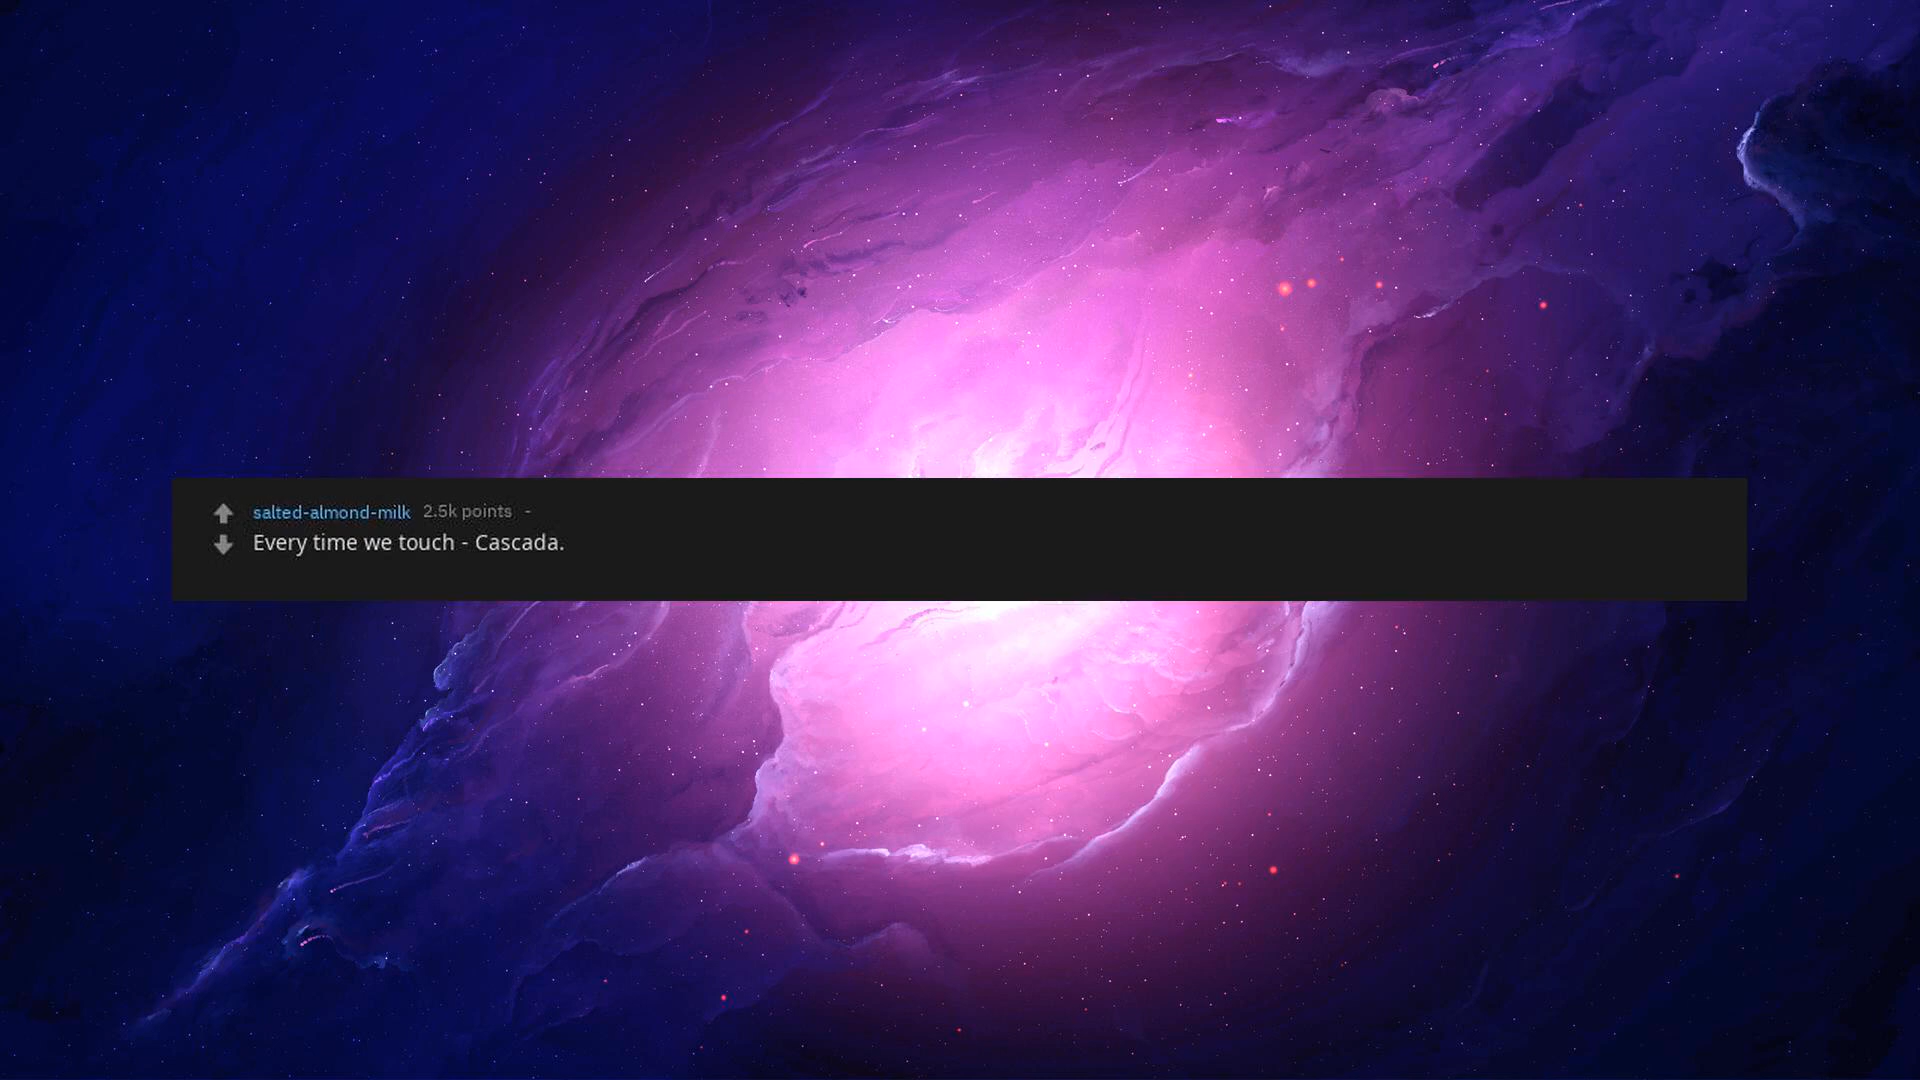 salted-almond-milk 2.5k points -
Every time we touch - Cascada.